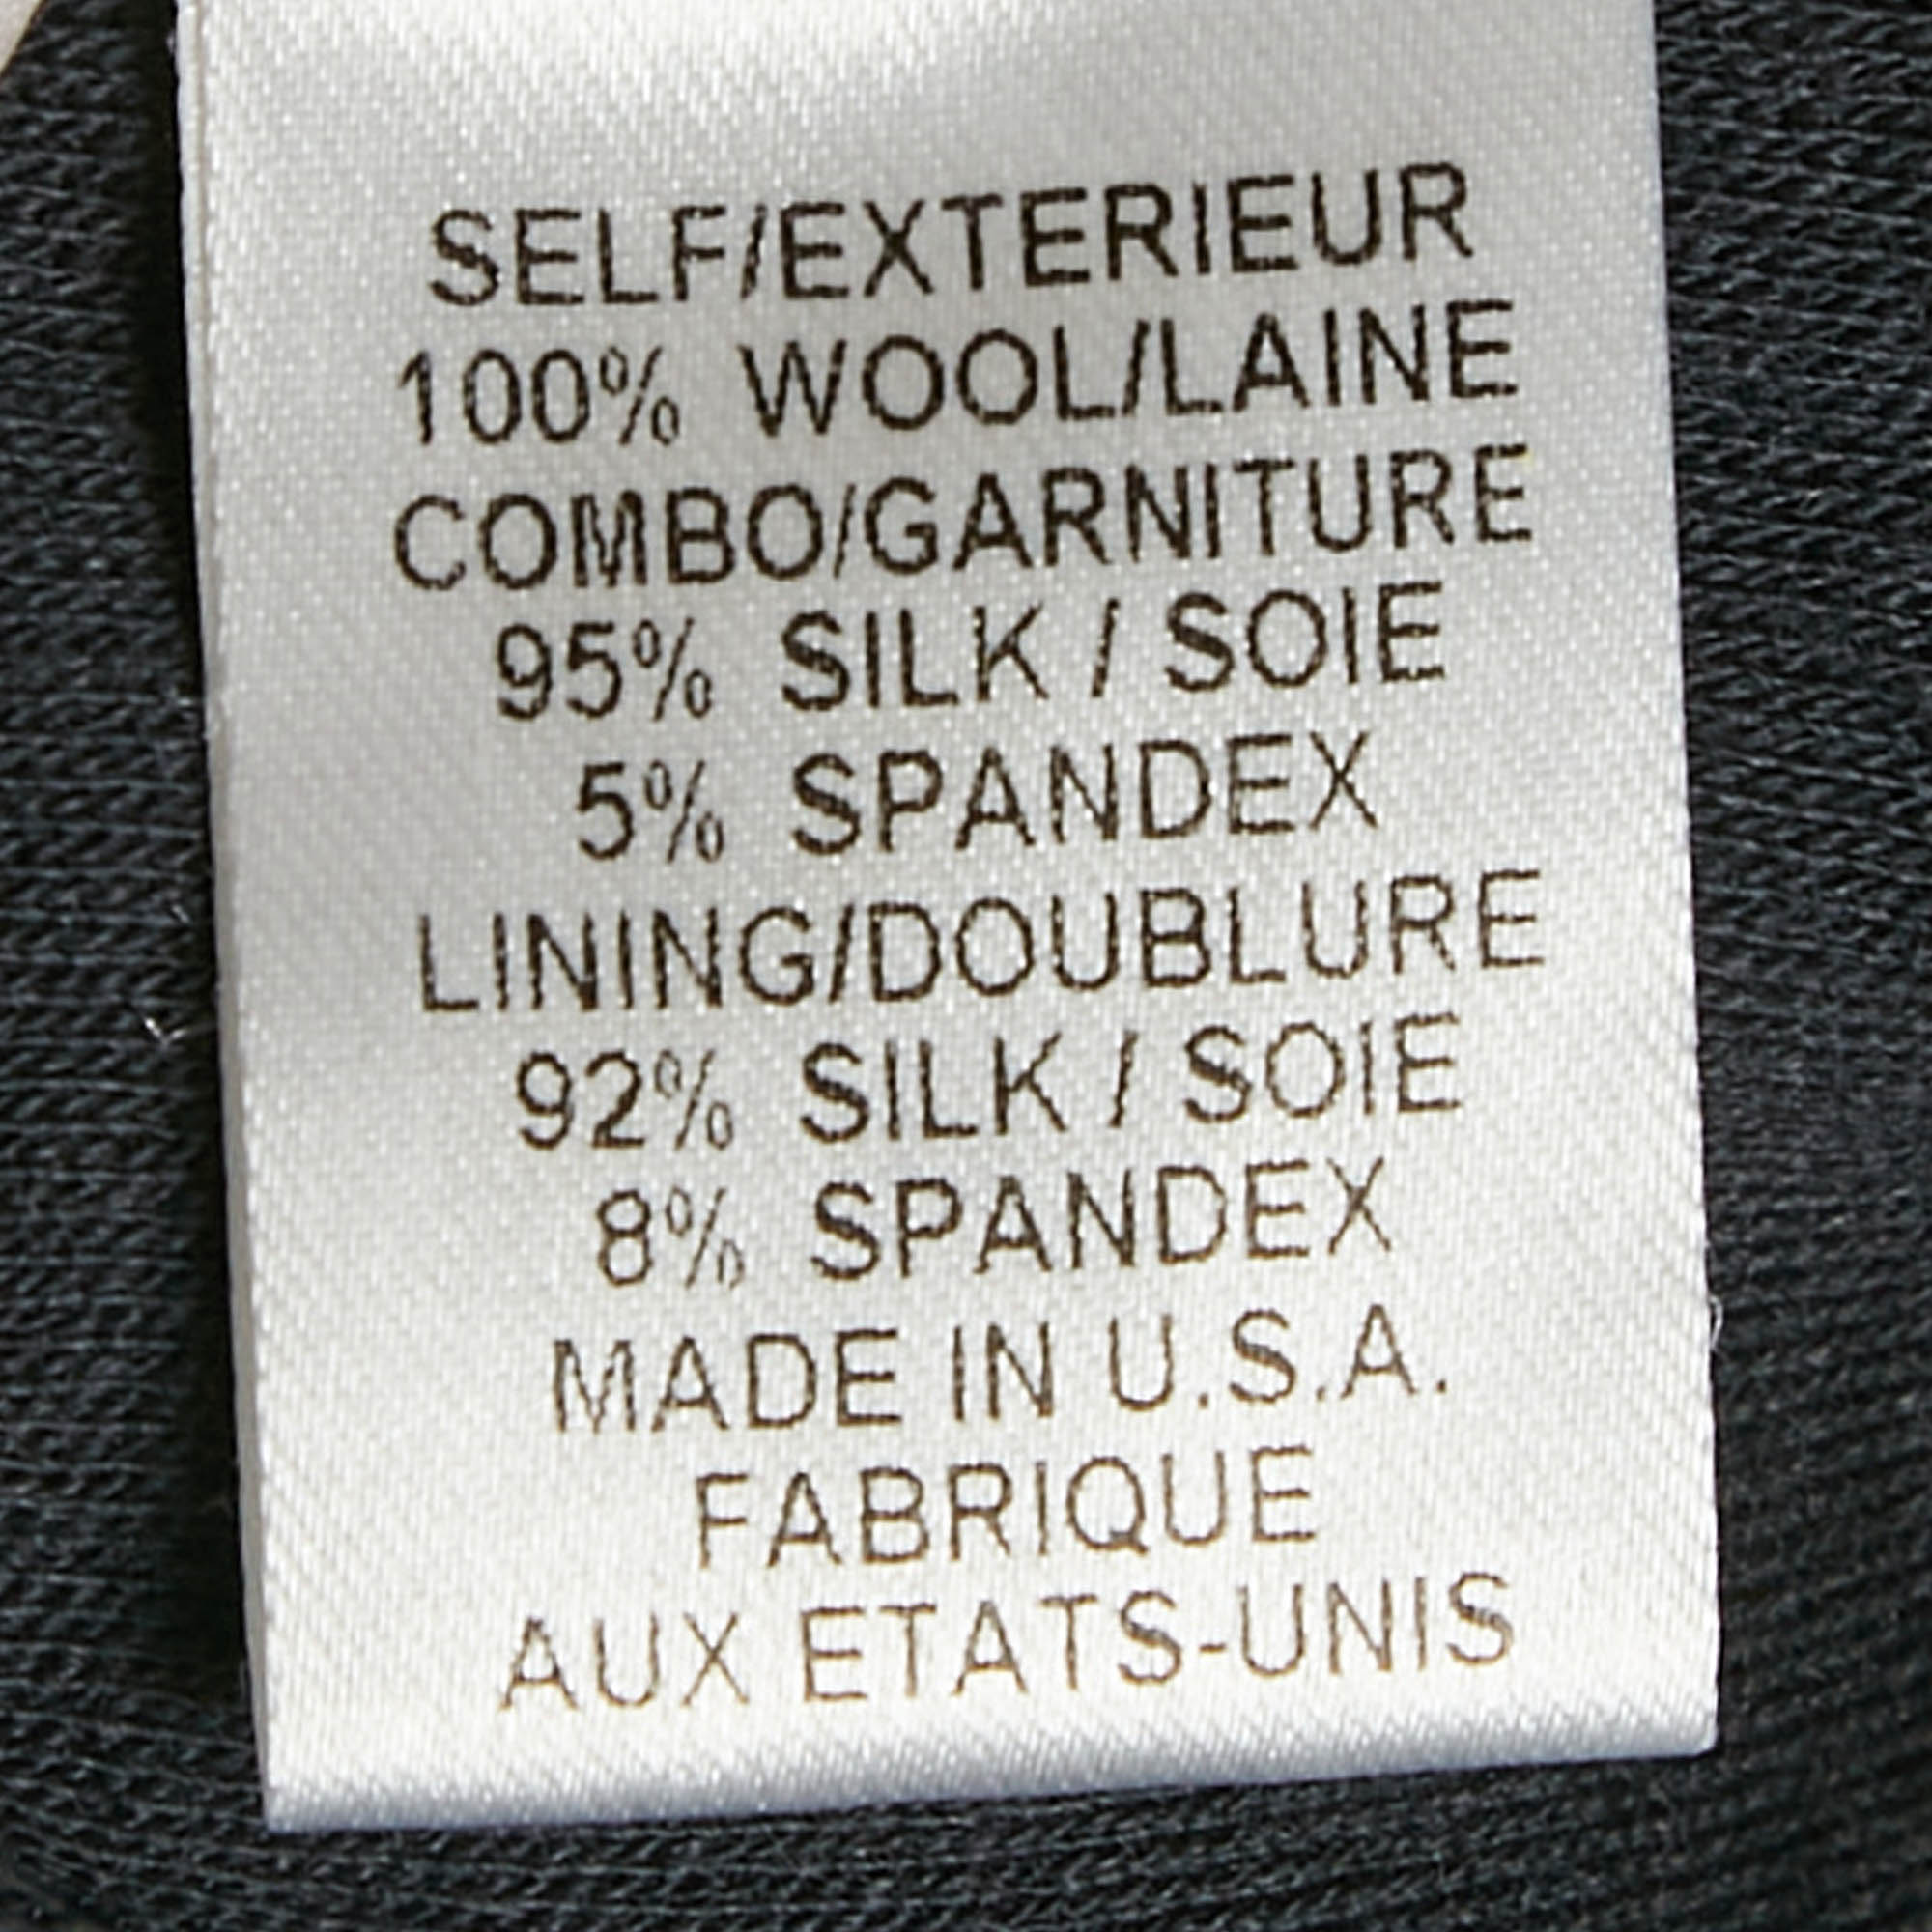 SELF/EXTERIEUR
100% WOOL/LAINE
COMBO/GARNITURE
95% SILK / SOIE
5% SPANDEX
LINING/DOUBLURE
92% SILK / SOIE
8% SPANDEX
MADE IN U.S.A.
FABRIQUE
AUX ETATS-UNIS